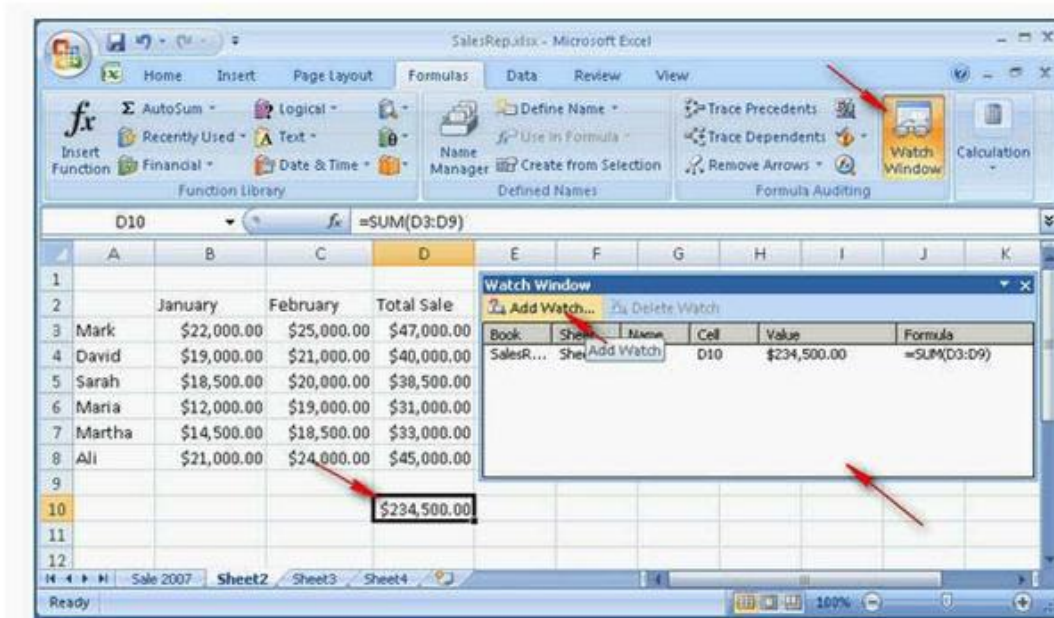 SalesRep.xlsx - Microsoft Excel
Home Insert Page Layout Formulas Data Review View
fx Insert Function
Σ AutoSum
Recently Used
Financial
Logical
Text
Date & Time
Function Library
Name Manager
Define Name
Use in Formula
Create from Selection
Defined Names
Trace Precedents
Trace Dependents
Remove Arrows
Formula Auditing
Watch Window
Calculation
D10 fx =SUM(D3:D9)
A B C D E F G H I J K
1
2 January February Total Sale
3 Mark $22,000.00 $25,000.00 $47,000.00
4 David $19,000.00 $21,000.00 $40,000.00
5 Sarah $18,500.00 $20,000.00 $38,500.00
6 Maria $12,000.00 $19,000.00 $31,000.00
7 Martha $14,500.00 $18,500.00 $33,000.00
8 Ali $21,000.00 $24,000.00 $45,000.00
9
10 $234,500.00
11
12
Watch Window
Add Watch... Delete Watch
Book Name Cell Value Formula
SalesR... D10 $234,500.00 =SUM(D3:D9)
Add Watch
Sale 2007 Sheet2 Sheet3 Sheet4
Ready 100%